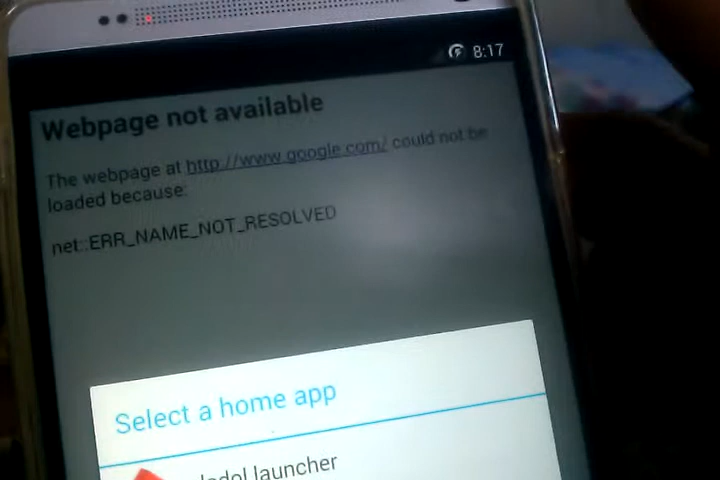 8:17
Webpage not available
The webpage at http://www.google.com/ could not be
loaded because:
net::ERR_NAME_NOT_RESOLVED
Select a home app
launcher